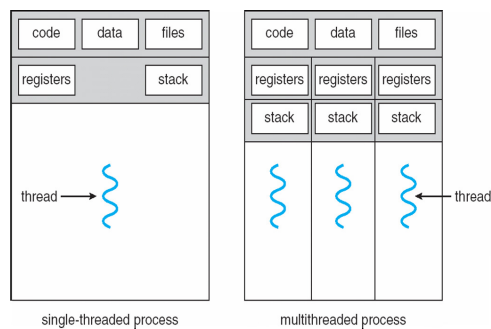 code data files
registers stack
thread
single-threaded process
code data files
registers registers registers
stack stack stack
thread
multithreaded process